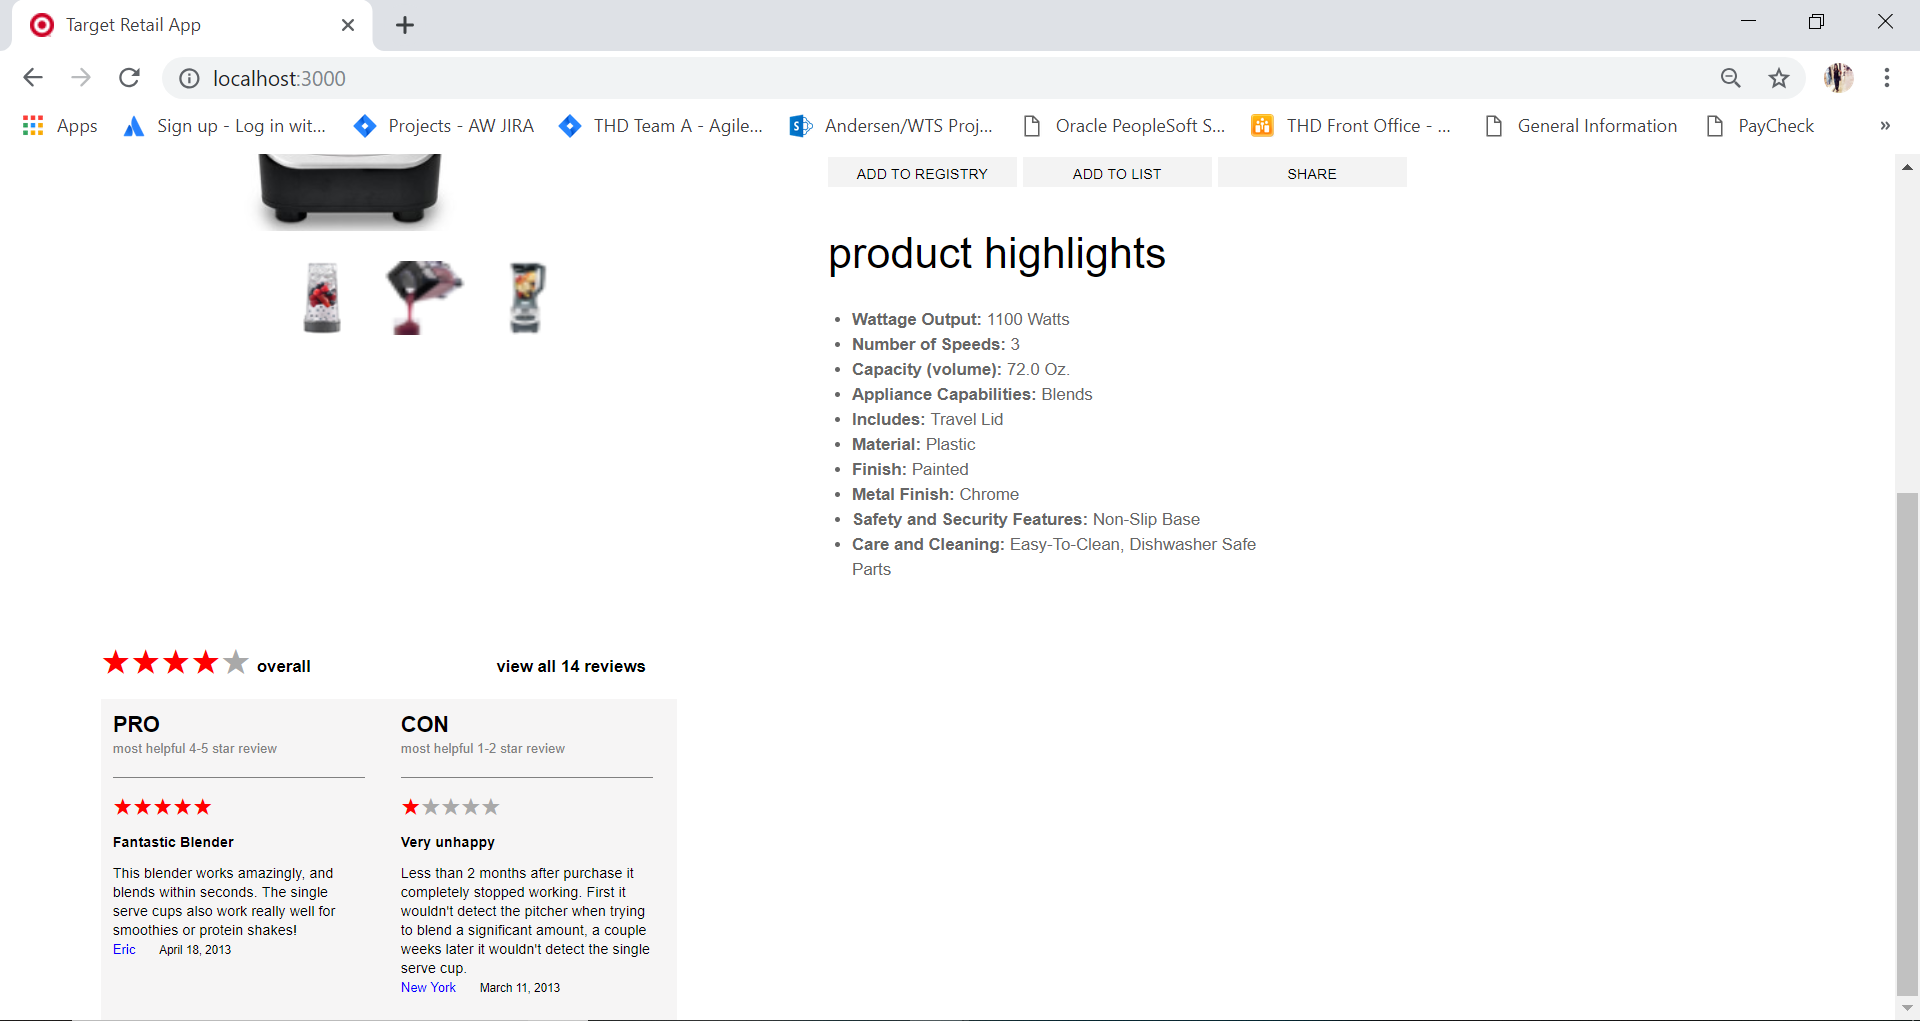 Target Retail App
localhost:3000
Apps
Sign up - Log in wit...
Projects - AW JIRA
THD Team A - Agile...
Andersen/WTS Proj...
Oracle PeopleSoft S...
THD Front Office - ...
General Information
PayCheck
»
ADD TO REGISTRY
ADD TO LIST
SHARE
product highlights
• Wattage Output: 1100 Watts
• Number of Speeds: 3
• Capacity (volume): 72.0 Oz.
• Appliance Capabilities: Blends
• Includes: Travel Lid
• Material: Plastic
• Finish: Painted
• Metal Finish: Chrome
• Safety and Security Features: Non-Slip Base
• Care and Cleaning: Easy-To-Clean, Dishwasher Safe
Parts
overall
view all 14 reviews
PRO
most helpful 4-5 star review
Fantastic Blender
This blender works amazingly, and
blends within seconds. The single
serve cups also work really well for
smoothies or protein shakes!
Eric April 18, 2013
CON
most helpful 1-2 star review
Very unhappy
Less than 2 months after purchase it
completely stopped working. First it
wouldn't detect the pitcher when trying
to blend a significant amount, a couple
weeks later it wouldn't detect the single
serve cup.
New York March 11, 2013